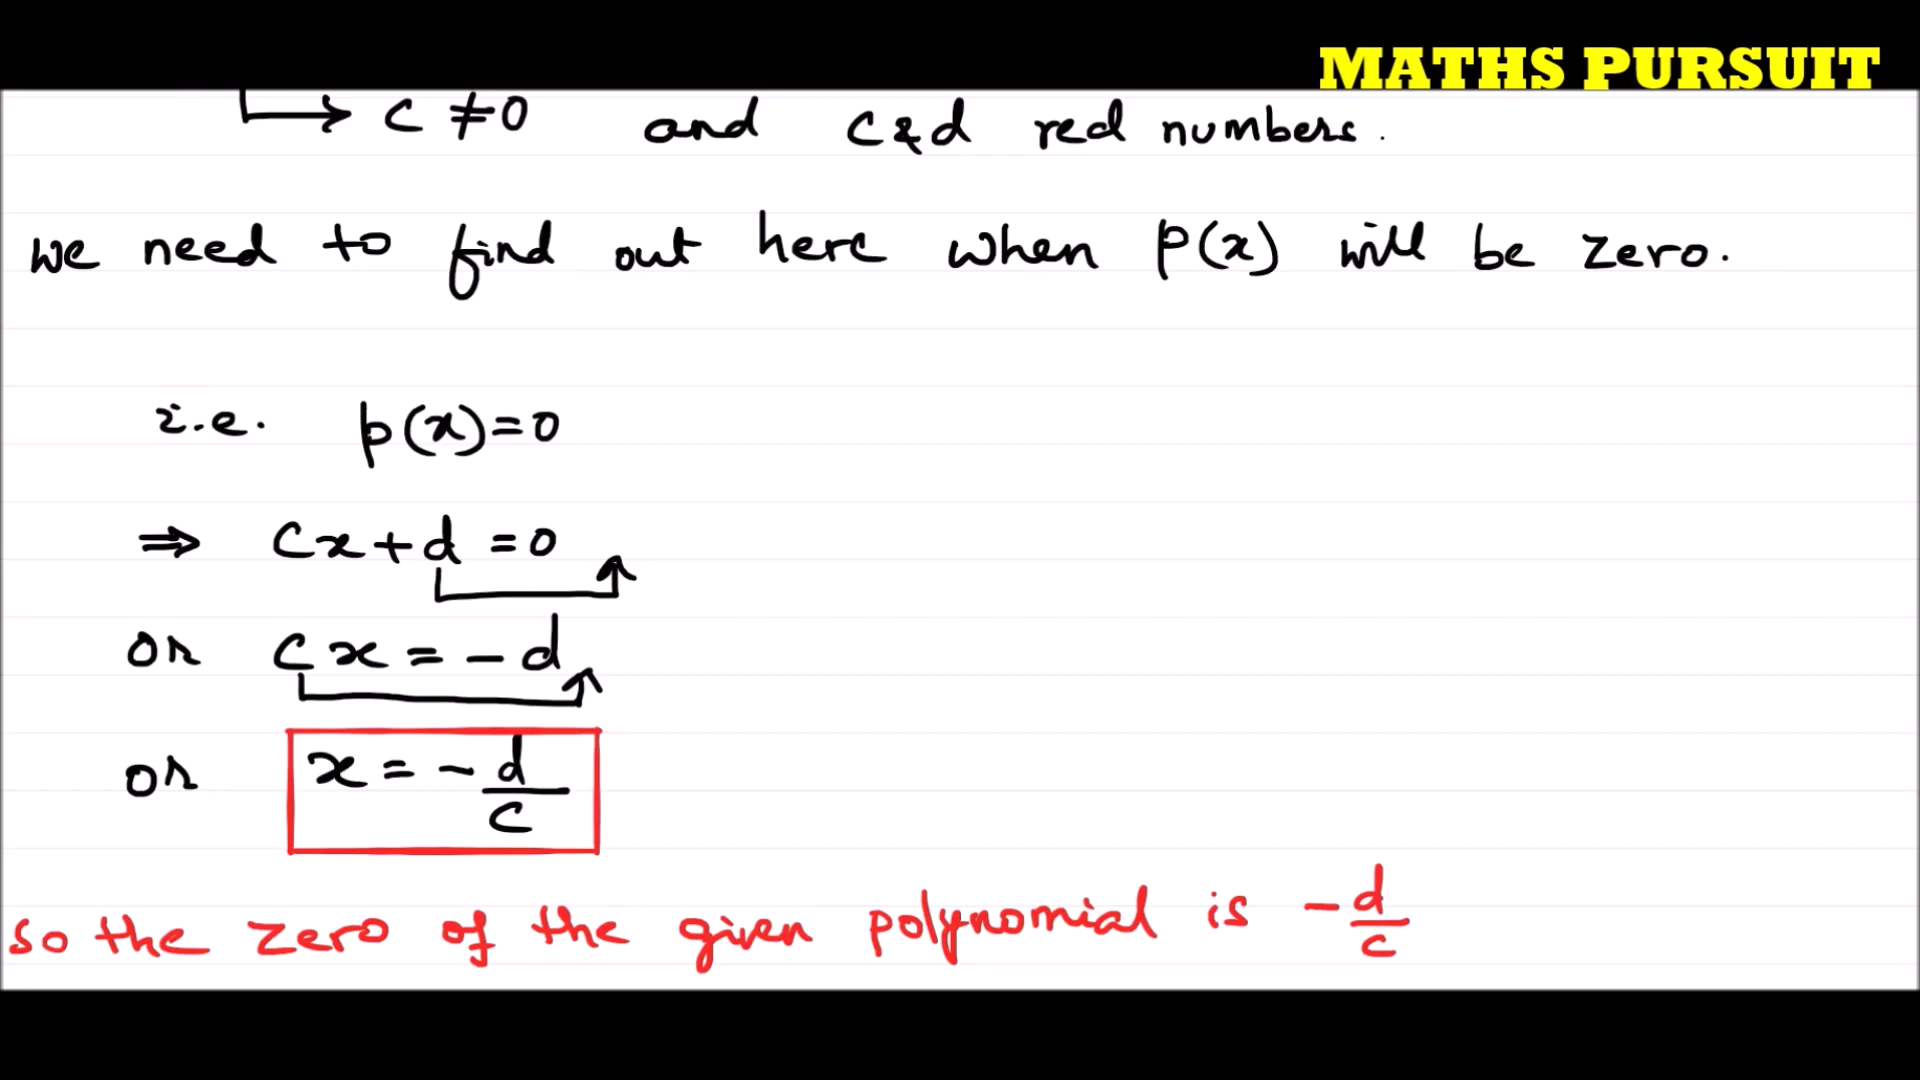 MATHS PURSUIT
→ C ≠ 0 and C & d red numbers.
We need to find out here when p(x) will be zero.
i.e. p(x) = 0
⇒ Cx + d = 0
or Cx = - d
or x = - d/c
so the zero of the given polynomial is - d/c